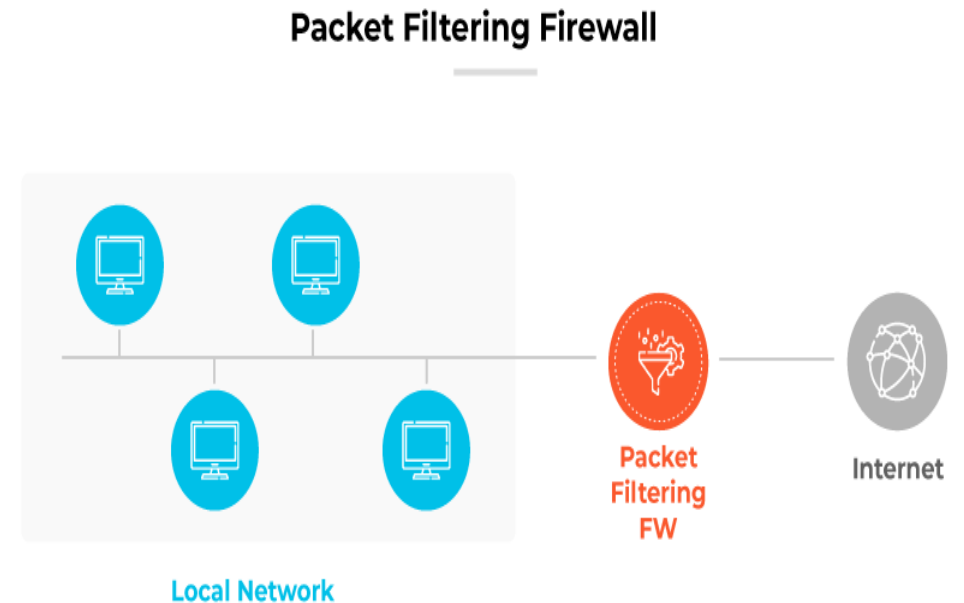 Packet Filtering Firewall
Packet
Filtering
FW
Internet
Local Network